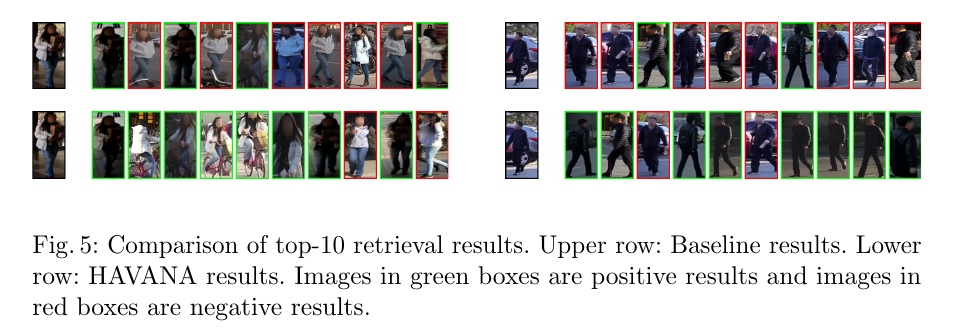 Fig. 5: Comparison of top-10 retrieval results. Upper row: Baseline results. Lower
row: HAVANA results. Images in green boxes are positive results and images in
red boxes are negative results.